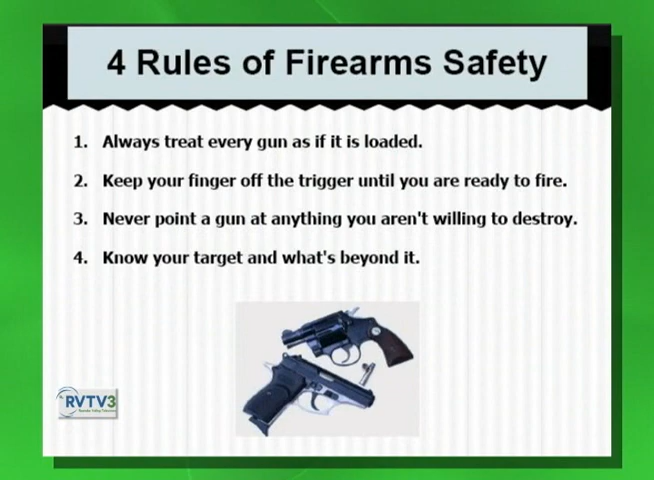 4 Rules of Firearms Safety
1. Always treat every gun as if it is loaded.
2. Keep your finger off the trigger until you are ready to fire.
3. Never point a gun at anything you aren't willing to destroy.
4. Know your target and what's beyond it.
RVTV3